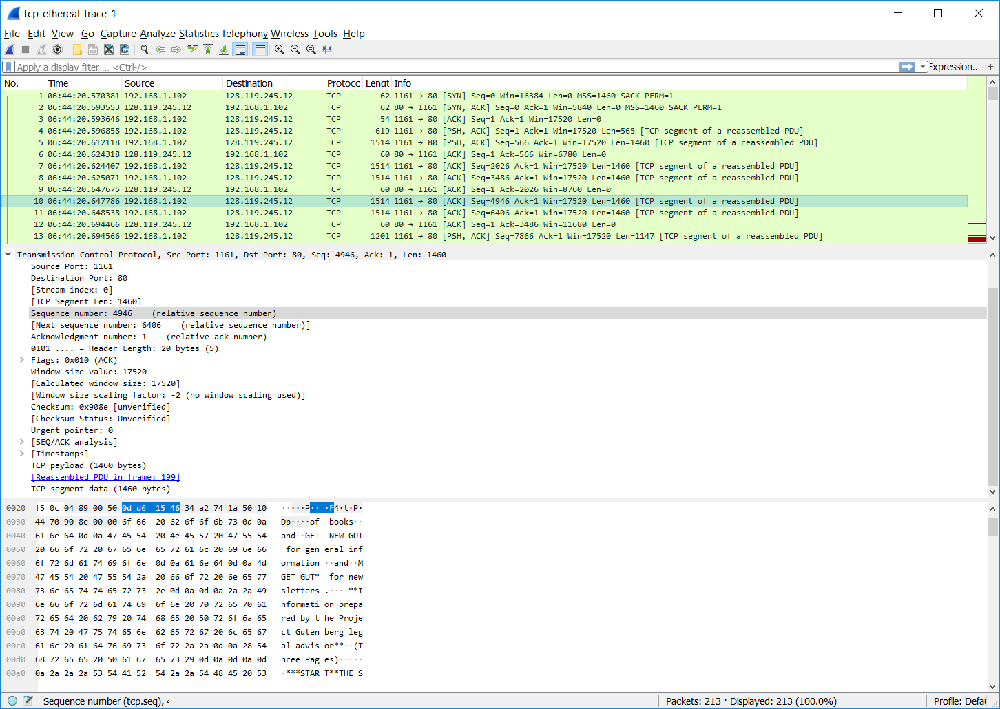 tcp-ethereal-trace-1
File Edit View Go Capture Analyze Statistics Telephony Wireless Tools Help
Apply a display filter ... <Ctrl-/> Expression... +
No. Time Source Destination Protoco Lengt Info
1 06:44:20.570381 192.168.1.102 128.119.245.12 TCP 62 1161 → 80 [SYN] Seq=0 Win=16384 Len=0 MSS=1460 SACK_PERM=1
2 06:44:20.593553 128.119.245.12 192.168.1.102 TCP 62 80 → 1161 [SYN, ACK] Seq=0 Ack=1 Win=5840 Len=0 MSS=1460 SACK_PERM=1
3 06:44:20.593646 192.168.1.102 128.119.245.12 TCP 54 1161 → 80 [ACK] Seq=1 Ack=1 Win=17520 Len=0
4 06:44:20.596858 192.168.1.102 128.119.245.12 TCP 619 1161 → 80 [PSH, ACK] Seq=1 Ack=1 Win=17520 Len=565 [TCP segment of a reassembled PDU]
5 06:44:20.612118 192.168.1.102 128.119.245.12 TCP 1514 1161 → 80 [PSH, ACK] Seq=566 Ack=1 Win=17520 Len=1460 [TCP segment of a reassembled PDU]
6 06:44:20.624318 128.119.245.12 192.168.1.102 TCP 60 80 → 1161 [ACK] Seq=1 Ack=566 Win=6780 Len=0
7 06:44:20.624407 192.168.1.102 128.119.245.12 TCP 1514 1161 → 80 [ACK] Seq=2026 Ack=1 Win=17520 Len=1460 [TCP segment of a reassembled PDU]
8 06:44:20.625071 192.168.1.102 128.119.245.12 TCP 1514 1161 → 80 [ACK] Seq=3486 Ack=1 Win=17520 Len=1460 [TCP segment of a reassembled PDU]
9 06:44:20.647675 128.119.245.12 192.168.1.102 TCP 60 80 → 1161 [ACK] Seq=1 Ack=2026 Win=8760 Len=0
10 06:44:20.647786 192.168.1.102 128.119.245.12 TCP 1514 1161 → 80 [ACK] Seq=4946 Ack=1 Win=17520 Len=1460 [TCP segment of a reassembled PDU]
11 06:44:20.648538 192.168.1.102 128.119.245.12 TCP 1514 1161 → 80 [ACK] Seq=6406 Ack=1 Win=17520 Len=1460 [TCP segment of a reassembled PDU]
12 06:44:20.694466 128.119.245.12 192.168.1.102 TCP 60 80 → 1161 [ACK] Seq=1 Ack=3486 Win=11680 Len=0
13 06:44:20.694566 192.168.1.102 128.119.245.12 TCP 1201 1161 → 80 [PSH, ACK] Seq=7866 Ack=1 Win=17520 Len=1147 [TCP segment of a reassembled PDU]
Transmission Control Protocol, Src Port: 1161, Dst Port: 80, Seq: 4946, Ack: 1, Len: 1460
Source Port: 1161
Destination Port: 80
[Stream index: 0]
[TCP Segment Len: 1460]
Sequence number: 4946 (relative sequence number)
[Next sequence number: 6406 (relative sequence number)]
Acknowledgment number: 1 (relative ack number)
0101 .... = Header Length: 20 bytes (5)
Flags: 0x010 (ACK)
Window size value: 17520
[Calculated window size: 17520]
[Window size scaling factor: -2 (no window scaling used)]
Checksum: 0x908e [unverified]
[Checksum Status: Unverified]
Urgent pointer: 0
[SEQ/ACK analysis]
[Timestamps]
TCP payload (1460 bytes)
[Reassembled PDU in frame: 199]
TCP segment data (1460 bytes)
0020 f5 0c 04 89 00 50 0d d6 15 46 34 a2 74 1a 50 10 ·····P·· ·F4·t·P·
0030 44 70 90 8e 00 00 6f 66 20 62 6f 6f 6b 73 0d 0a Dp····of books··
0040 61 6e 64 0d 0a 47 45 54 20 4e 45 57 20 47 55 54 and··GET NEW GUT
0050 20 66 6f 72 20 67 65 6e 65 72 61 6c 20 69 6e 66 for gen eral inf
0060 6f 72 6d 61 74 69 6f 6e 0d 0a 61 6e 64 0d 0a 4d ormation ··and··M
0070 47 45 54 20 47 55 54 2a 20 66 6f 72 20 6e 65 77 GET GUT* for new
0080 73 6c 65 74 74 65 72 73 2e 0d 0a 0d 0a 2a 2a 49 sletters .····**I
0090 6e 66 6f 72 6d 61 74 69 6f 6e 20 70 72 65 70 61 nformati on prepa
00a0 72 65 64 20 62 79 20 74 68 65 20 50 72 6f 6a 65 red by t he Proje
00b0 63 74 20 47 75 74 65 6e 62 65 72 67 20 6c 65 67 ct Guten berg leg
00c0 61 6c 20 61 64 76 69 73 6f 72 2a 2a 0d 0a 28 54 al advis or**··(T
00d0 68 72 65 65 20 50 61 67 65 73 29 0d 0a 0d 0a 0d hree Pag es)·····
00e0 0a 2a 2a 2a 53 54 41 52 54 2a 2a 54 48 45 20 53 ·***STAR T**THE S
Sequence number (tcp.seq), Packets: 213 · Displayed: 213 (100.0%) Profile: Defau